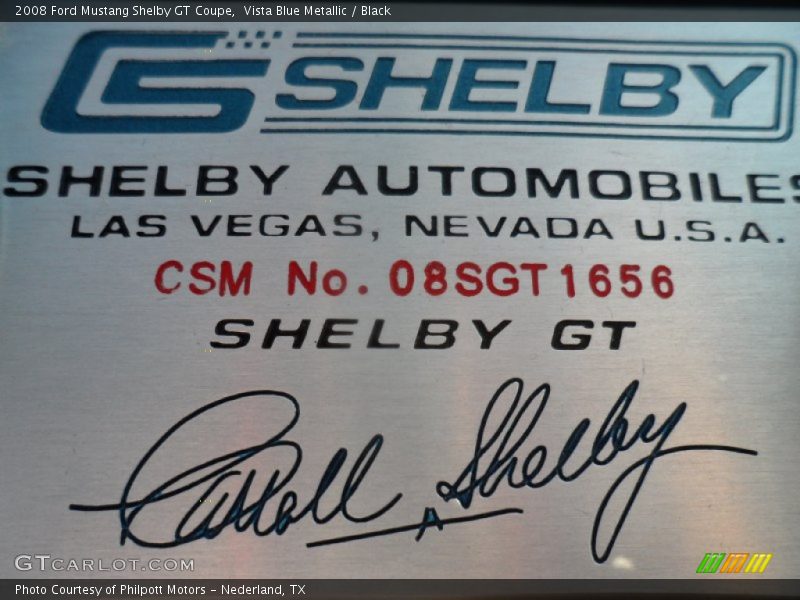 2008 Ford Mustang Shelby GT Coupe,  Vista Blue Metallic / Black
CS SHELBY
SHELBY AUTOMOBILES
LAS VEGAS, NEVADA U.S.A.
CSM No. 08SGT1656
SHELBY GT
Carroll Shelby
GTCARLOT.COM
Photo Courtesy of Philpott Motors – Nederland, TX